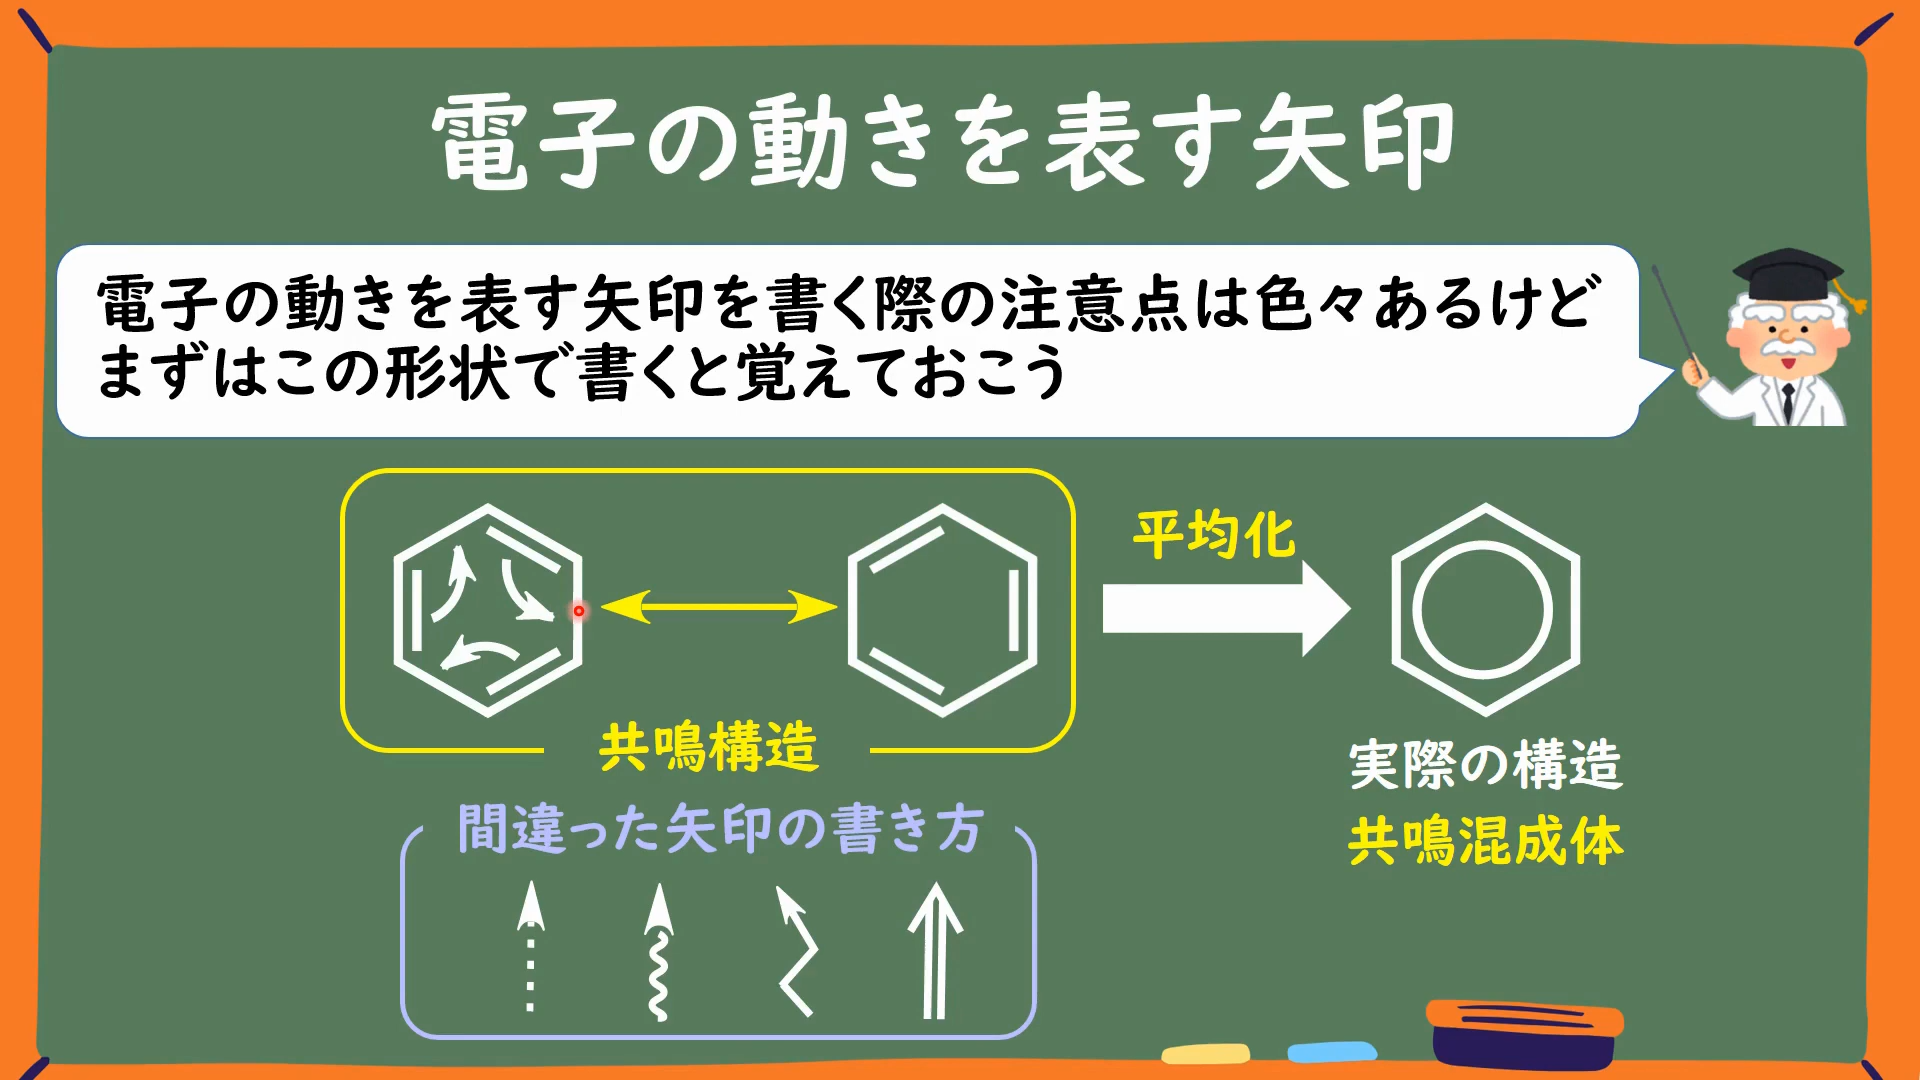 電子の動きを表す矢印
電子の動きを表す矢印を書く際の注意点は色々あるけど
まずはこの形状で書くと覚えておこう
平均化
共鳴構造
実際の構造
共鳴混成体
間違った矢印の書き方